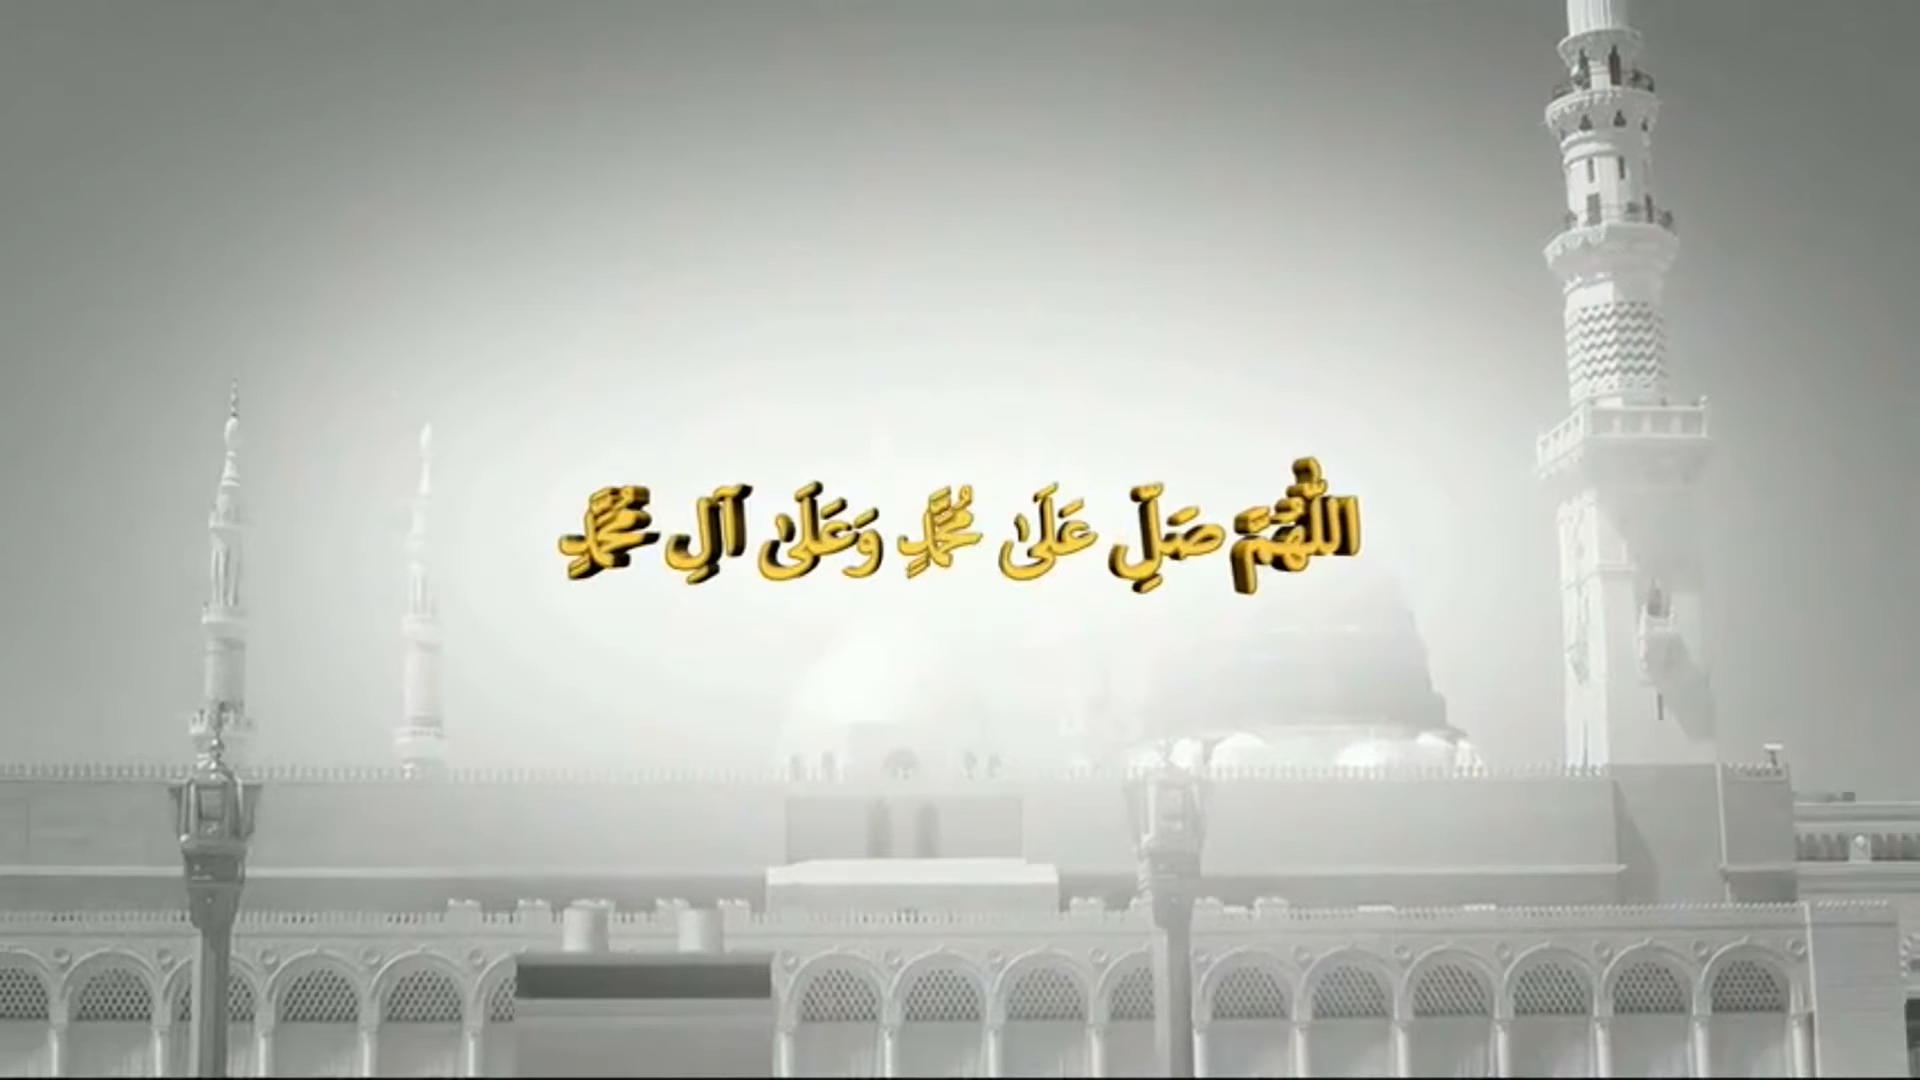 اللّٰهُمَّ صَلِّ عَلَىٰ مُحَمَّدٍ وَعَلَىٰ آلِ مُحَمَّدٍ